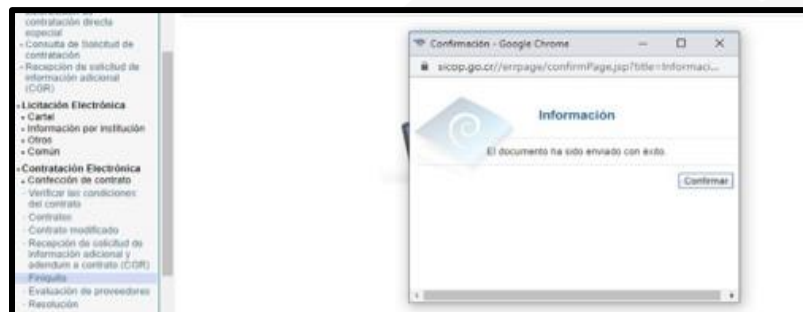 contratación directa
especial
Consulta de Solicitud de
contratación
Recepción de solicitud de
información adicional
(CGR)
Licitación Electrónica
Cartel
Información por institución
Otros
Común
Contratación Electrónica
Confección de contrato
Verificar las condiciones
del contrato
Contratos
Contrato modificado
Recepción de solicitud de
información adicional y
adendum a contrato (CGR)
Finiquito
Evaluación de proveedores
Resolución
Confirmación - Google Chrome
sicop.go.cr//errpage/confirmPage.jsp?title=Informaci...
Información
El documento ha sido enviado con éxito.
Confirmar